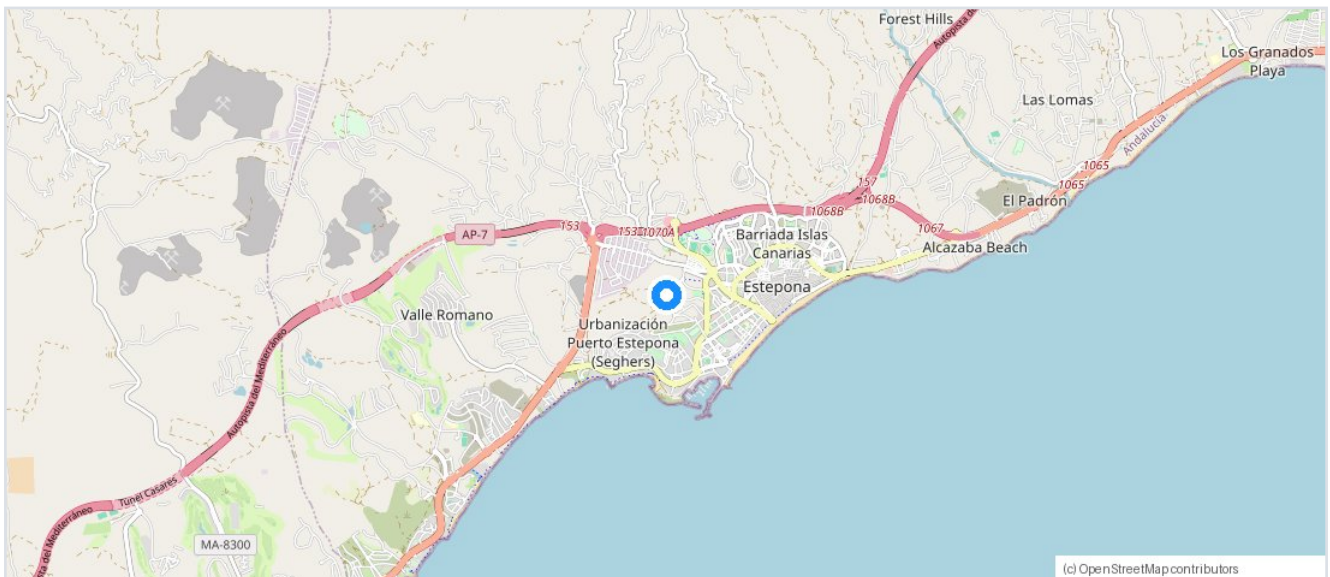 Forest Hills
Autopista de
Los Granados
Playa
Las Lomas
Andalucía
1065
1065
157
1068B
1068B
El Padrón
1067
Alcazaba Beach
AP-7
153
1070A
Barriada Islas
Canarias
Estepona
Valle Romano
Urbanización
Puerto Estepona
(Seghers)
Autopista del Mediterráneo
Túnel Casares
sta del Mediterráneo
MA-8300
(c) OpenStreetMap contributors